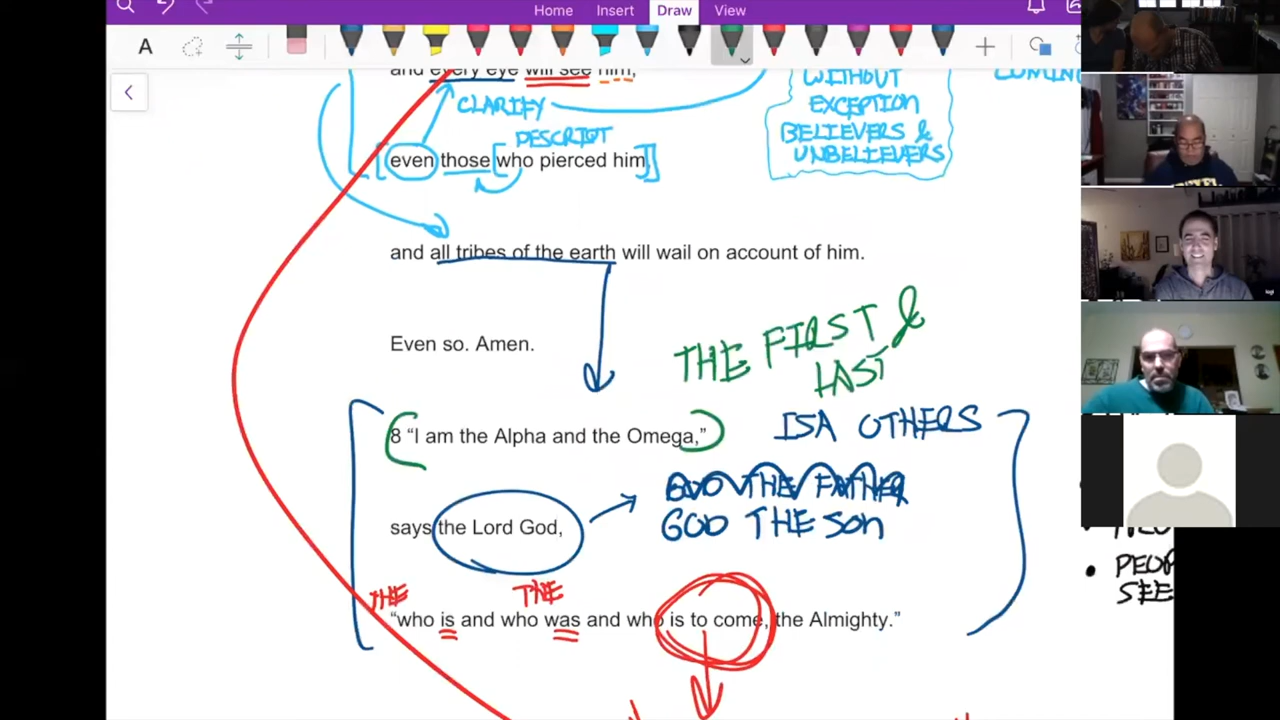 Home Insert Draw View
A
and every eye will see him,
CLARIFY
WITHOUT
EXCEPTION
BELIEVERS &
UNBELIEVERS
COMING
DESCRIPT
[even those [who pierced him]]
and all tribes of the earth will wail on account of him.
Even so. Amen.
THE FIRST &
LAST
8 “I am the Alpha and the Omega,”
ISA OTHERS
GOD THE FATHER
says the Lord God,
GOD THE SON
THE THE
“who is and who was and who is to come, the Almighty.”
SEE